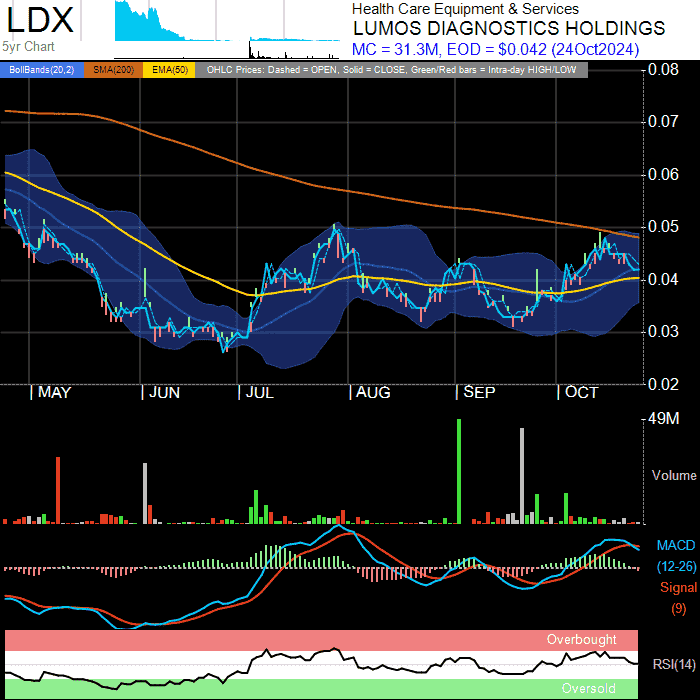 LDX
5yr Chart
Health Care Equipment & Services
LUMOS DIAGNOSTICS HOLDINGS
MC = 31.3M, EOD = $0.042 (24Oct2024)
BollBands(20,2) SMA(200) EMA(50) OHLC Prices: Dashed = OPEN, Solid = CLOSE, Green/Red bars = Intra-day HIGH/LOW
0.08
0.07
0.06
0.05
0.04
0.03
0.02
MAY JUN JUL AUG SEP OCT
49M
Volume
MACD
(12-26)
Signal
(9)
Overbought
RSI(14)
Oversold